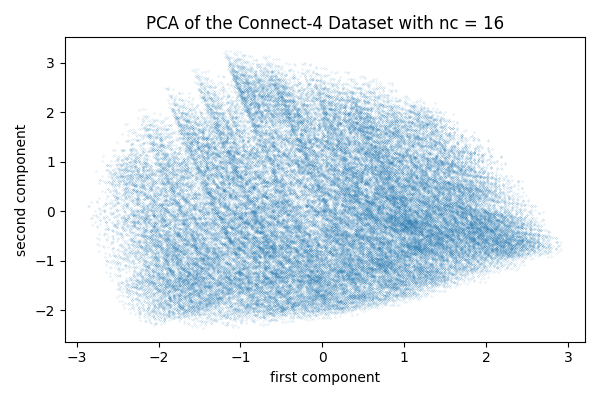 PCA of the Connect-4 Dataset with nc = 16
3
2
1
0
−1
−2
second component
−3 −2 −1 0 1 2 3
first component